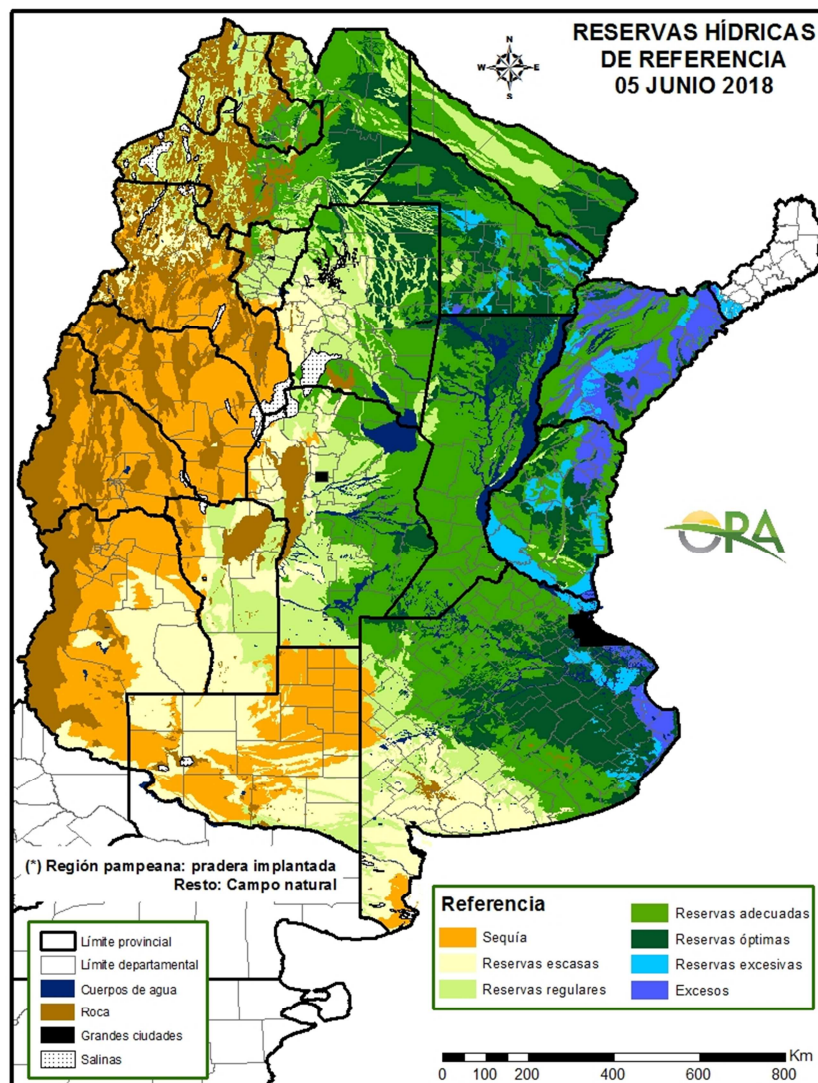 RESERVAS HÍDRICAS
DE REFERENCIA
05 JUNIO 2018
N
W
E
S
ORA
(*) Región pampeana: pradera implantada
Resto: Campo natural
Límite provincial
Límite departamental
Cuerpos de agua
Roca
Grandes ciudades
Salinas
Referencia
Sequía
Reservas escasas
Reservas regulares
Reservas adecuadas
Reservas óptimas
Reservas excesivas
Excesos
Km
0 100 200 400 600 800